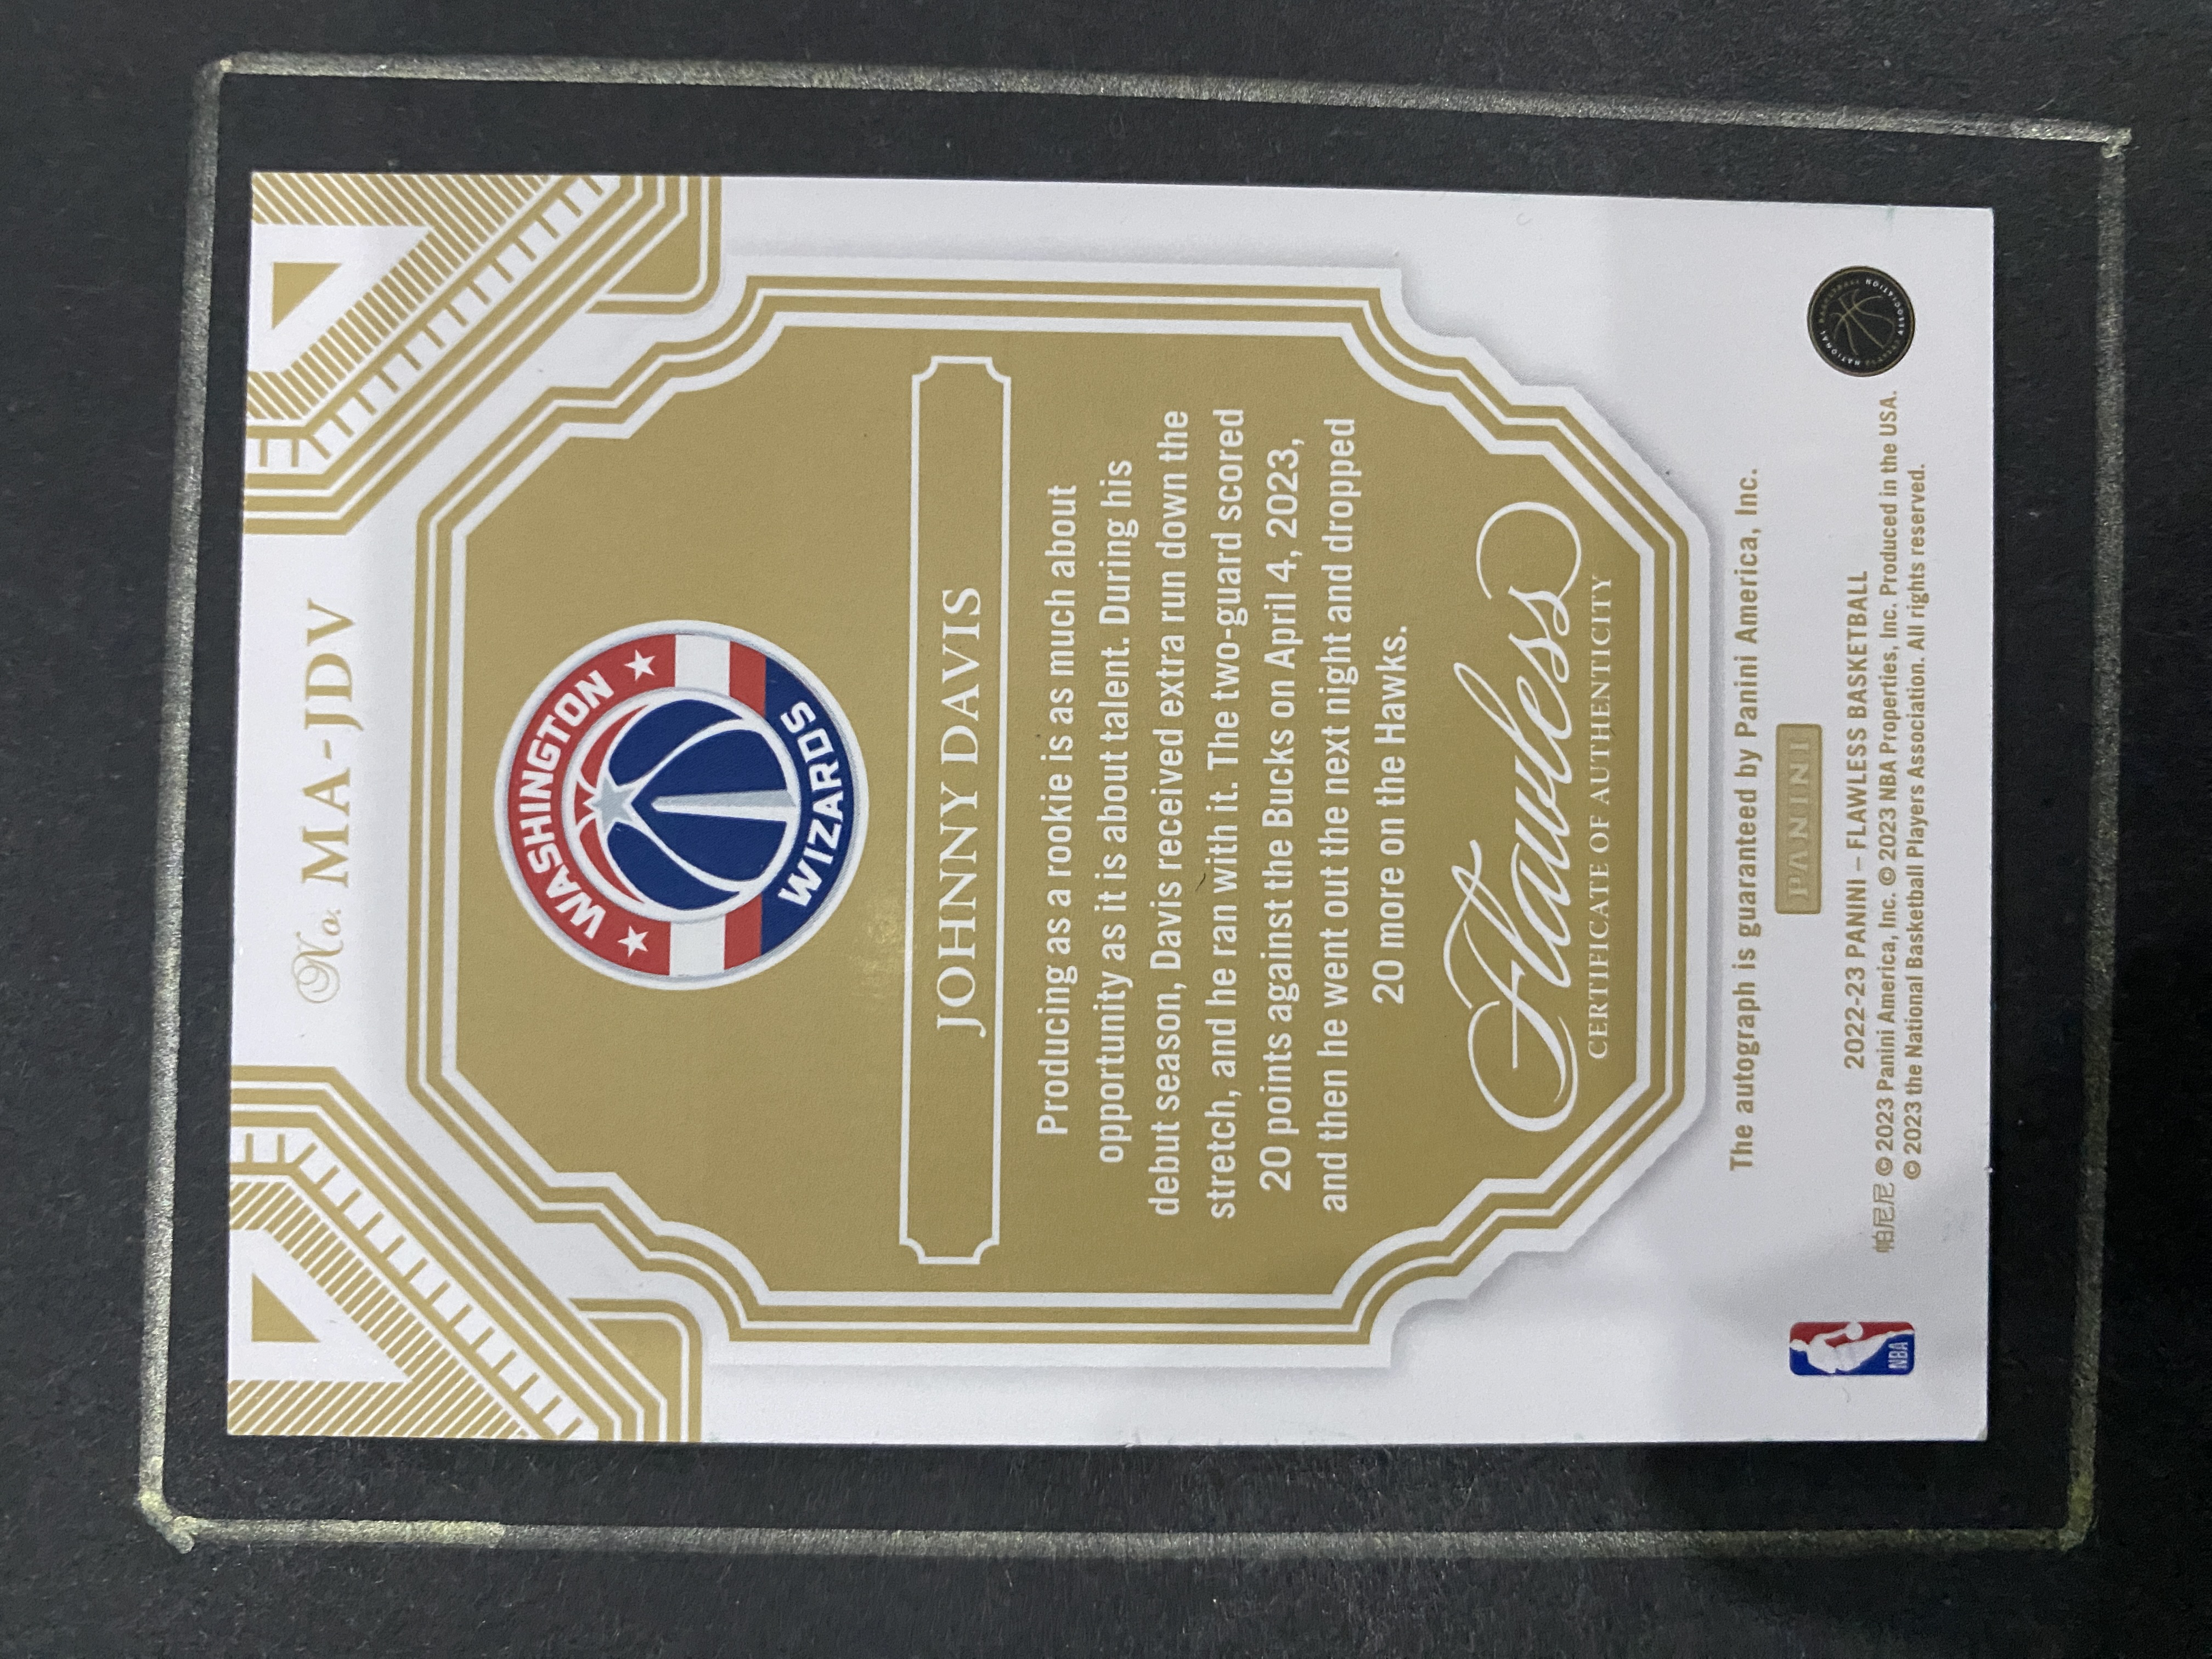 No. MA-JDV
WASHINGTON
WIZARDS
JOHNNY DAVIS
Producing as a rookie is as much about
opportunity as it is about talent. During his
debut season, Davis received extra run down the
stretch, and he ran with it. The two-guard scored
20 points against the Bucks on April 4, 2023,
and then he went out the next night and dropped
20 more on the Hawks.
Flawless
CERTIFICATE OF AUTHENTICITY
The autograph is guaranteed by Panini America, Inc.
PANINI
2022-23 PANINI – FLAWLESS BASKETBALL
帕尼尼 © 2023 Panini America, Inc. © 2023 NBA Properties, Inc. Produced in the USA.
© 2023 the National Basketball Players Association. All rights reserved.
NBA
NATIONAL BASKETBALL PLAYERS ASSOCIATION